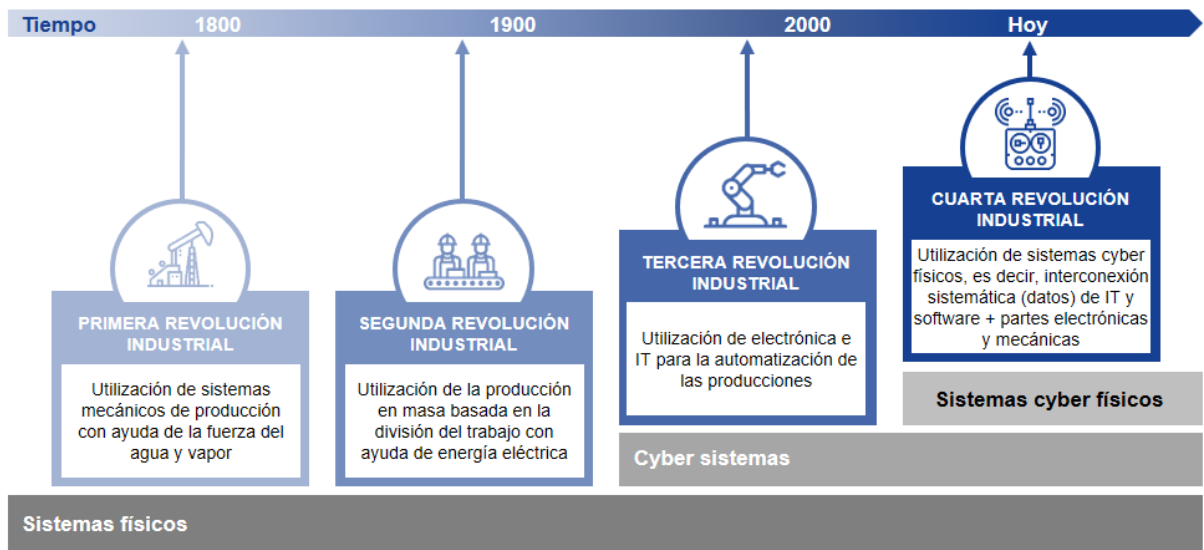 Tiempo 1800 1900 2000 Hoy
PRIMERA REVOLUCIÓN
INDUSTRIAL
Utilización de sistemas
mecánicos de producción
con ayuda de la fuerza del
agua y vapor
SEGUNDA REVOLUCIÓN
INDUSTRIAL
Utilización de la producción
en masa basada en la
división del trabajo con
ayuda de energía eléctrica
TERCERA REVOLUCIÓN
INDUSTRIAL
Utilización de electrónica e
IT para la automatización de
las producciones
CUARTA REVOLUCIÓN
INDUSTRIAL
Utilización de sistemas cyber
físicos, es decir, interconexión
sistemática (datos) de IT y
software + partes electrónicas
y mecánicas
Sistemas cyber físicos
Cyber sistemas
Sistemas físicos